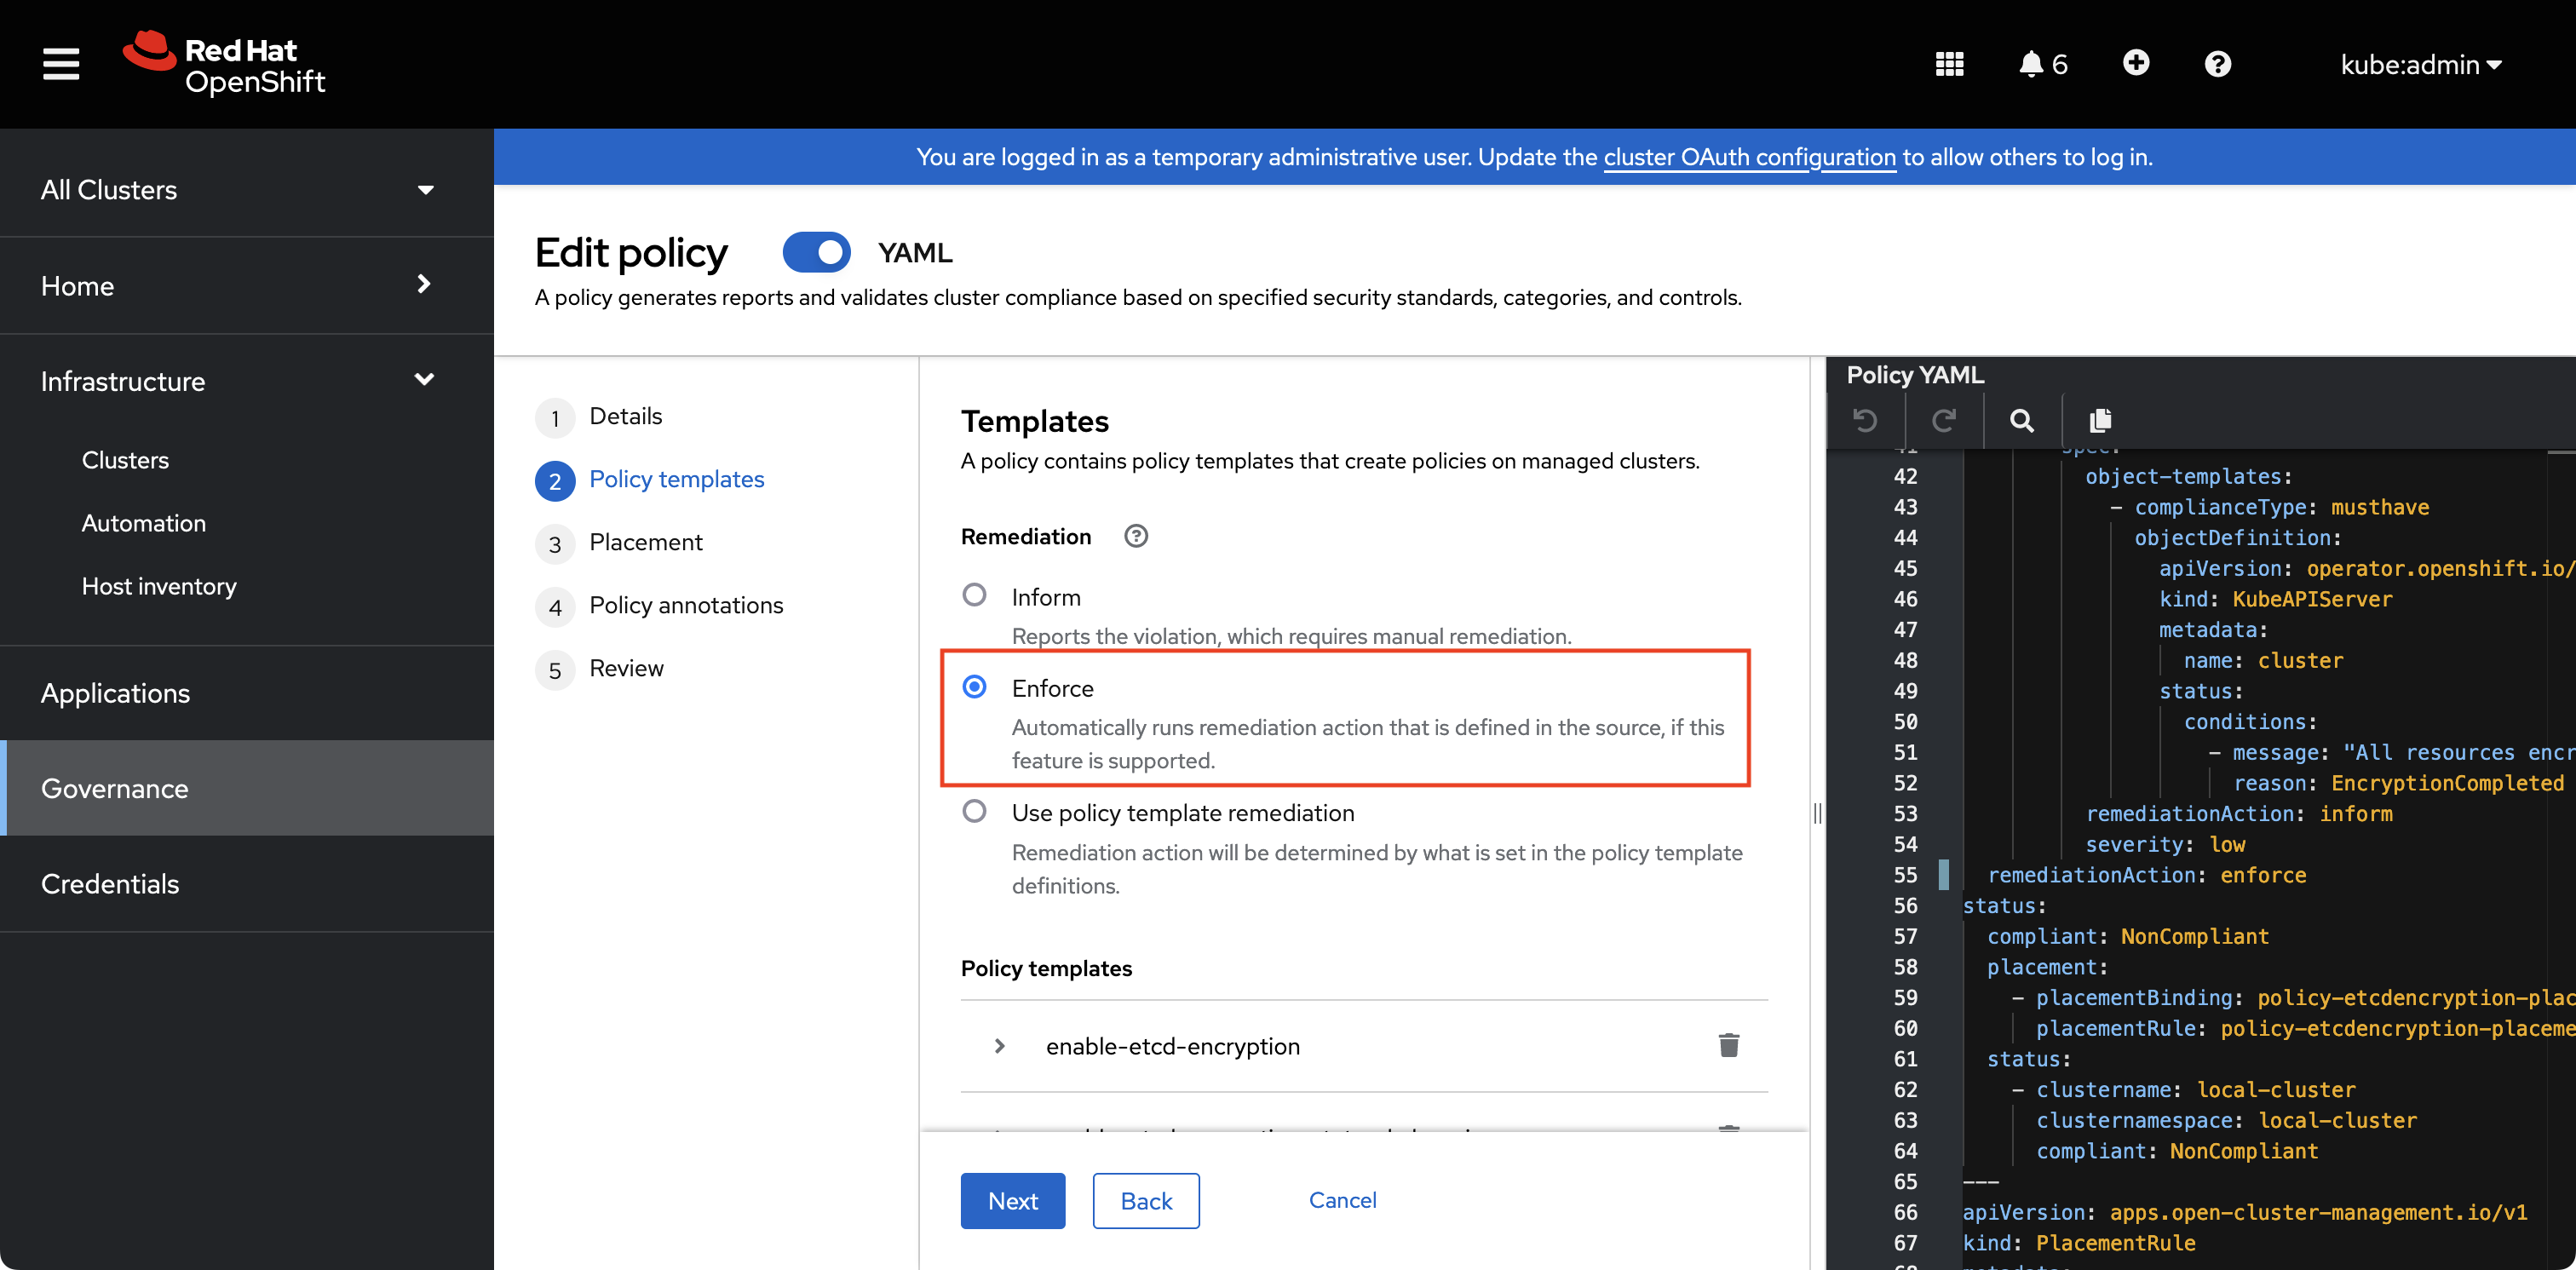 Red Hat
OpenShift
6
kube:admin
You are logged in as a temporary administrative user. Update the cluster OAuth configuration to allow others to log in.
All Clusters
Home
Infrastructure
Clusters
Automation
Host inventory
Applications
Governance
Credentials
Edit policy
YAML
A policy generates reports and validates cluster compliance based on specified security standards, categories, and controls.
1 Details
2 Policy templates
3 Placement
4 Policy annotations
5 Review
Templates
A policy contains policy templates that create policies on managed clusters.
Remediation
Inform
Reports the violation, which requires manual remediation.
Enforce
Automatically runs remediation action that is defined in the source, if this
feature is supported.
Use policy template remediation
Remediation action will be determined by what is set in the policy template
definitions.
Policy templates
enable-etcd-encryption
Next
Back
Cancel
Policy YAML
42 object-templates:
43 - complianceType: musthave
44 objectDefinition:
45 apiVersion: operator.openshift.io/
46 kind: KubeAPIServer
47 metadata:
48 name: cluster
49 status:
50 conditions:
51 - message: "All resources encr
52 reason: EncryptionCompleted
53 remediationAction: inform
54 severity: low
55 remediationAction: enforce
56 status:
57 compliant: NonCompliant
58 placement:
59 - placementBinding: policy-etcdencryption-plac
60 placementRule: policy-etcdencryption-placeme
61 status:
62 - clustername: local-cluster
63 clusternamespace: local-cluster
64 compliant: NonCompliant
65 ---
66 apiVersion: apps.open-cluster-management.io/v1
67 kind: PlacementRule